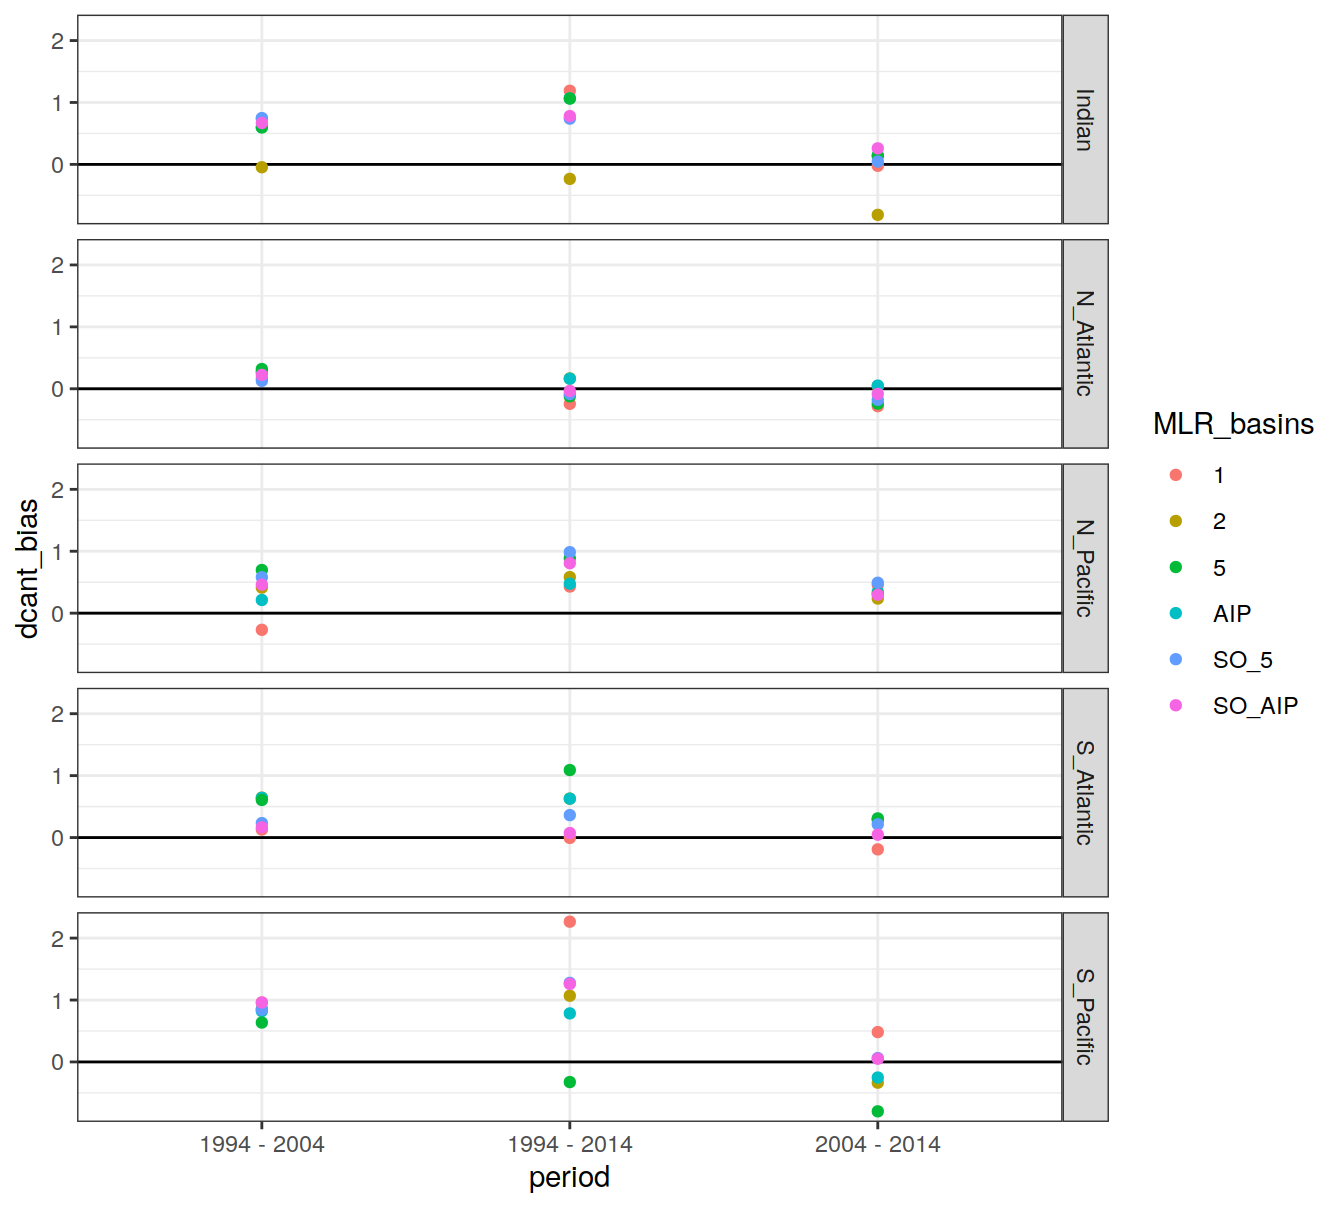 2
1
0
Indian
2
1
0
N_Atlantic
2
1
0
N_Pacific
2
1
0
S_Atlantic
2
1
0
S_Pacific
dcant_bias
1994 - 2004
1994 - 2014
2004 - 2014
period
MLR_basins
1
2
5
AIP
SO_5
SO_AIP